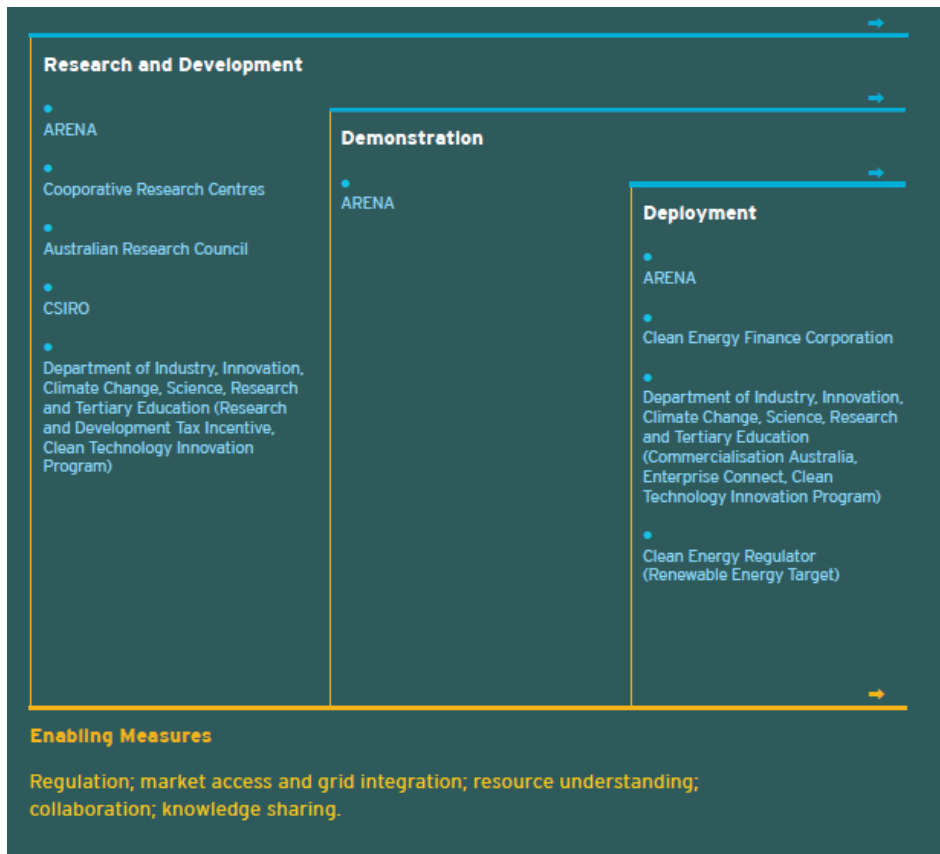 Research and Development
ARENA
Cooporative Research Centres
Australian Research Council
CSIRO
Department of Industry, Innovation,
Climate Change, Science, Research
and Tertiary Education (Research
and Development Tax Incentive,
Clean Technology Innovation
Program)
Demonstration
ARENA
Deployment
ARENA
Clean Energy Finance Corporation
Department of Industry, Innovation,
Climate Change, Science, Research
and Tertiary Education
(Commercialisation Australia,
Enterprise Connect, Clean
Technology Innovation Program)
Clean Energy Regulator
(Renewable Energy Target)
Enabling Measures
Regulation; market access and grid integration; resource understanding;
collaboration; knowledge sharing.